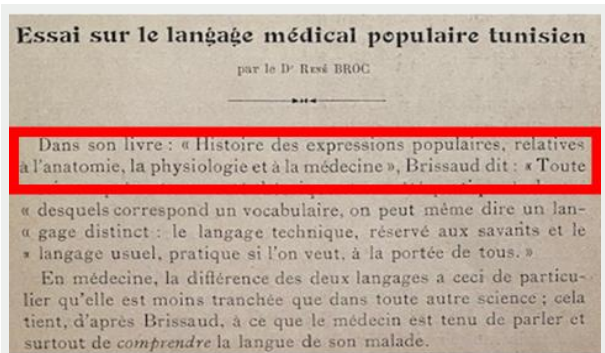 Essai sur le langage médical populaire tunisien
par le Dr René BROC
Dans son livre : « Histoire des expressions populaires, relatives
à l'anatomie, la physiologie et à la médecine », Brissaud dit : « Toute
« desquels correspond un vocabulaire, on peut même dire un lan-
« gage distinct : le langage technique, réservé aux savants et le
« langage usuel, pratique si l'on veut, à la portée de tous. »
En médecine, la différence des deux langages a ceci de particu-
lier qu'elle est moins tranchée que dans toute autre science ; cela
tient, d'après Brissaud, à ce que le médecin est tenu de parler et
surtout de comprendre la langue de son malade.